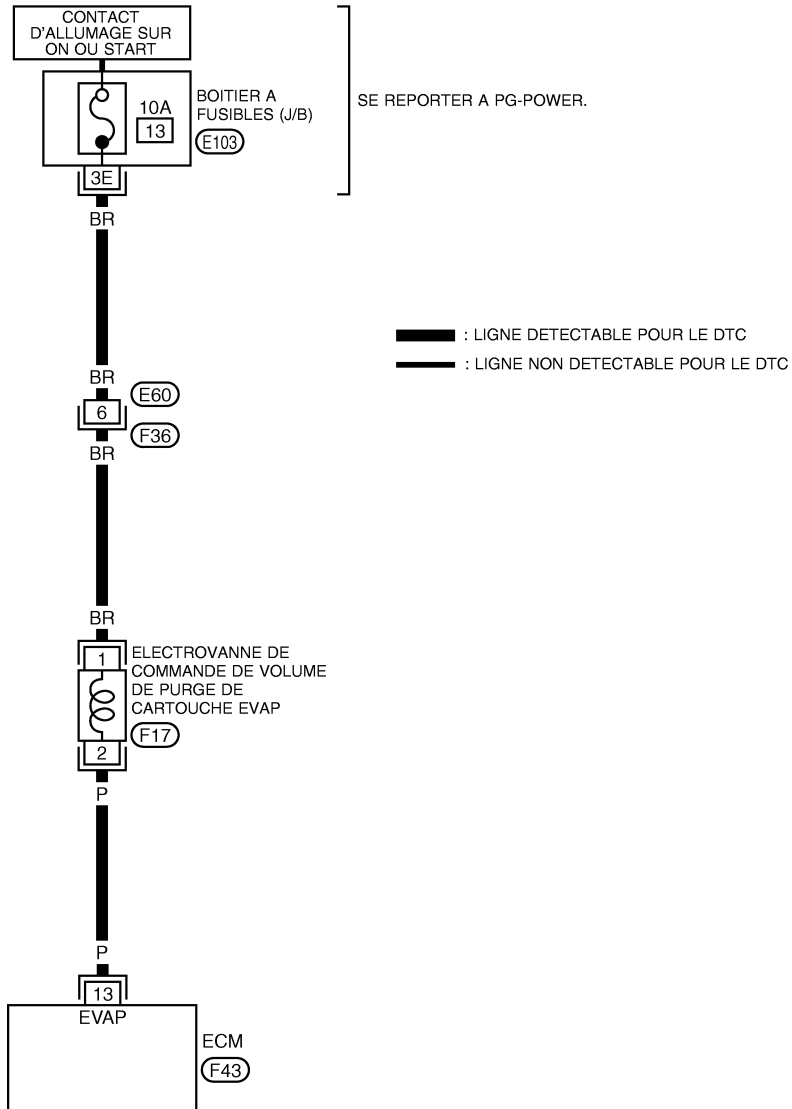 CONTACT
D'ALLUMAGE SUR
ON OU START
10A
13
BOITIER A
FUSIBLES (J/B)
E103
SE REPORTER A PG-POWER.
3E
BR
: LIGNE DETECTABLE POUR LE DTC
: LIGNE NON DETECTABLE POUR LE DTC
BR
E60
6
F36
BR
BR
1
ELECTROVANNE DE
COMMANDE DE VOLUME
DE PURGE DE
CARTOUCHE EVAP
F17
2
P
P
13
EVAP
ECM
F43